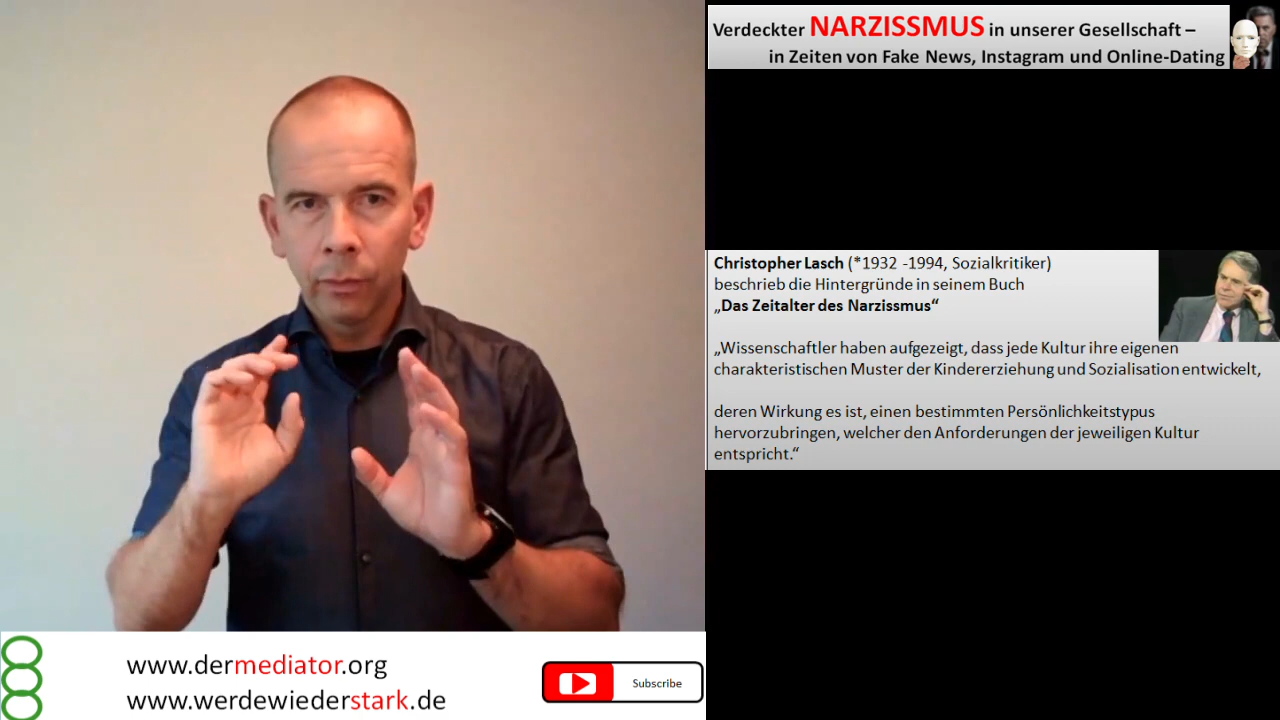 Verdeckter NARZISSMUS in unserer Gesellschaft –
in Zeiten von Fake News, Instagram und Online-Dating
Christopher Lasch (*1932 -1994, Sozialkritiker)
beschrieb die Hintergründe in seinem Buch
„Das Zeitalter des Narzissmus“
„Wissenschaftler haben aufgezeigt, dass jede Kultur ihre eigenen
charakteristischen Muster der Kindererziehung und Sozialisation entwickelt,
deren Wirkung es ist, einen bestimmten Persönlichkeitstypus
hervorzubringen, welcher den Anforderungen der jeweiligen Kultur
entspricht.“
www.dermediator.org
www.werdewiederstark.de
Subscribe